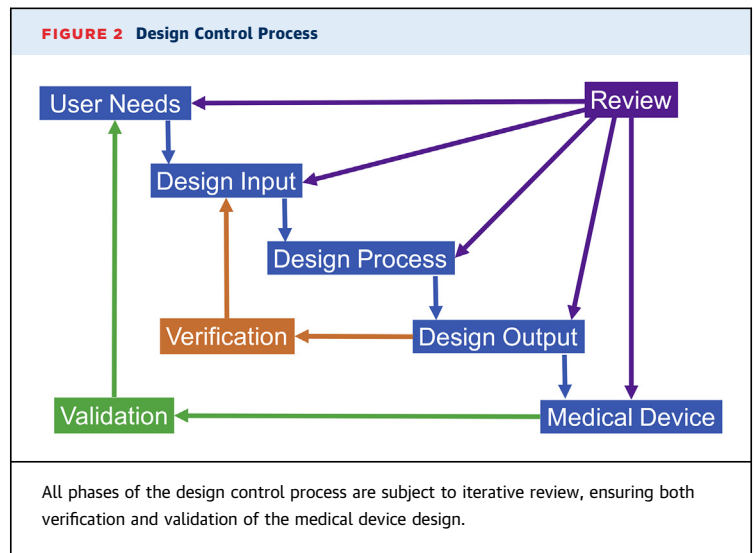 FIGURE 2 Design Control Process
User Needs
Review
Design Input
Design Process
Verification
Design Output
Validation
Medical Device
All phases of the design control process are subject to iterative review, ensuring both
verification and validation of the medical device design.